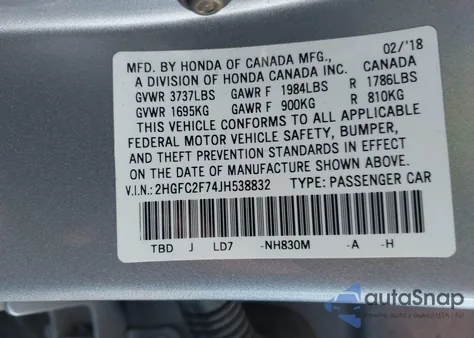 MFD. BY HONDA OF CANADA MFG., 02/'18
A DIVISION OF HONDA CANADA INC. CANADA
GVWR 3737LBS GAWR F 1984LBS R 1786LBS
GVWR 1695KG GAWR F 900KG R 810KG
THIS VEHICLE CONFORMS TO ALL APPLICABLE
FEDERAL MOTOR VEHICLE SAFETY, BUMPER,
AND THEFT PREVENTION STANDARDS IN EFFECT
ON THE DATE OF MANUFACTURE SHOWN ABOVE.
V.I.N.: 2HGFC2F74JH538832 TYPE: PASSENGER CAR
TBD J LD7 -NH830M -A -H
autoSnap